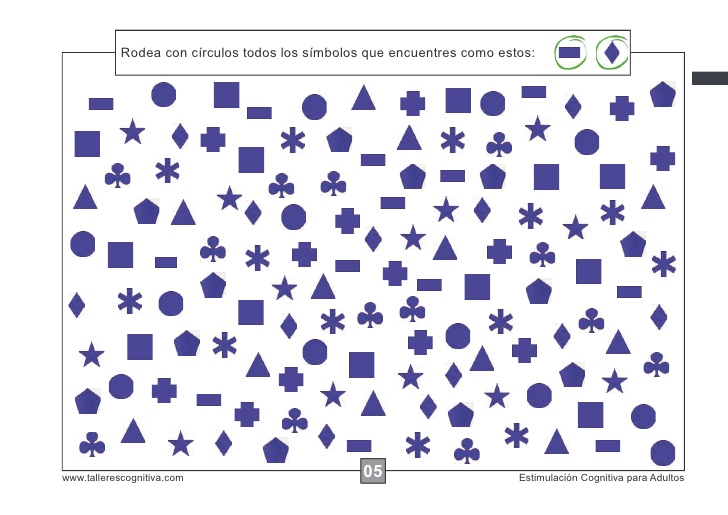 Rodea con círculos todos los símbolos que encuentres como estos:
05
www.tallerescognitiva.com
Estimulación Cognitiva para Adultos